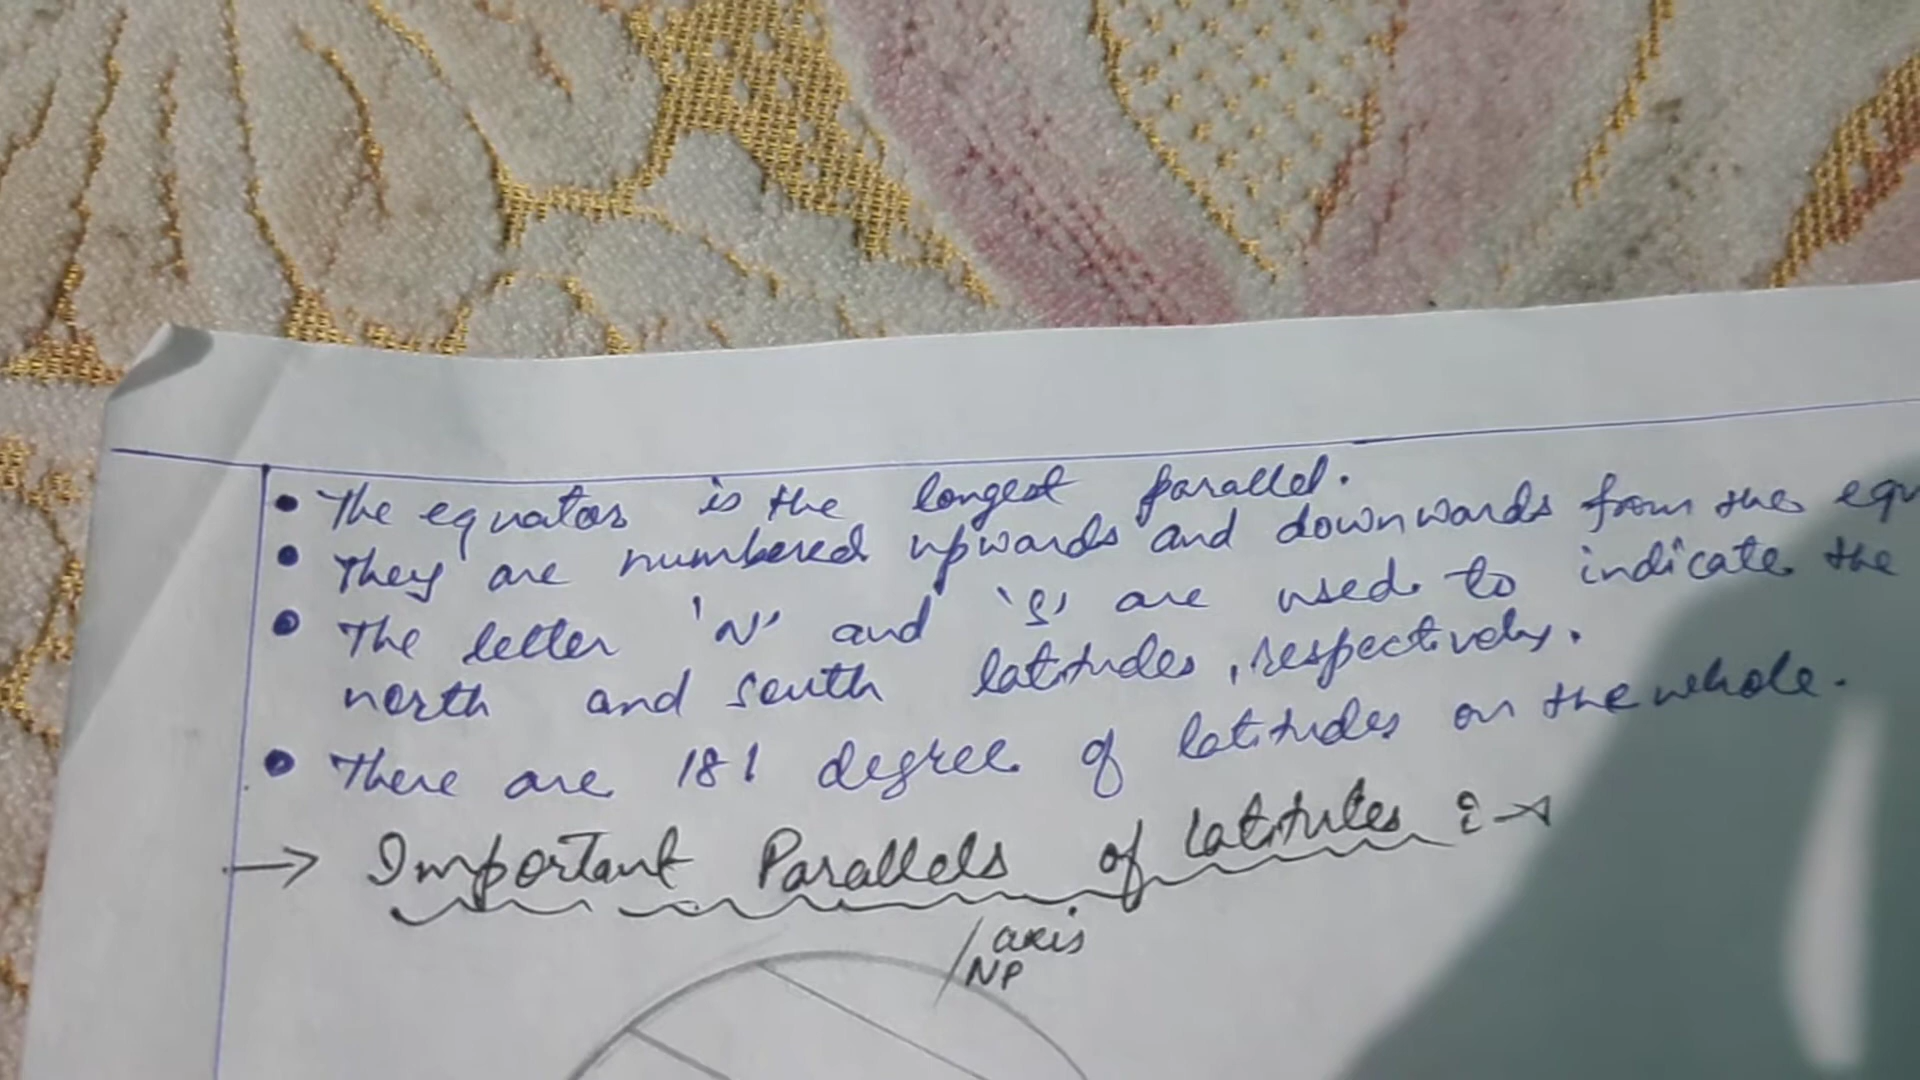 • The equator is the longest parallel.
• They are numbered upwards and downwards from the equ
• The letter 'N' and 'S' are used to indicate the
north and south latitudes, respectively.
• There are 181 degree of latitudes on the whole.
→ Important Parallels of latitudes :→
axis
NP